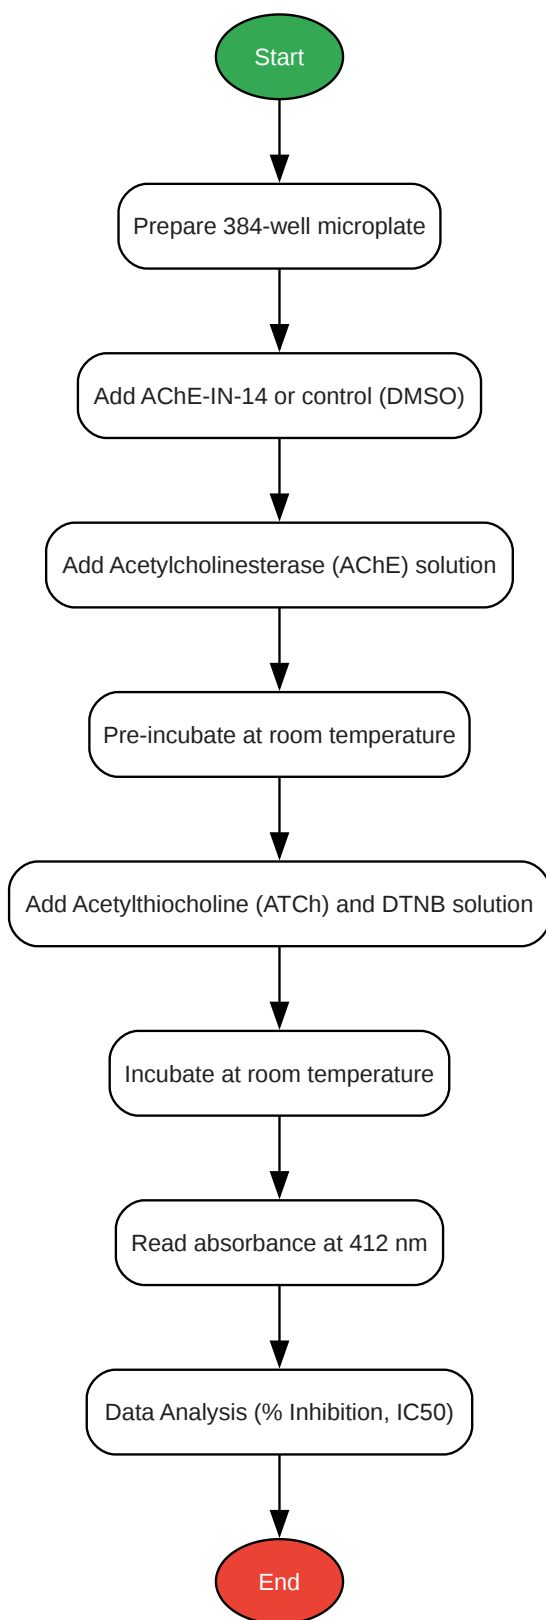 Start
Prepare 384-well microplate
Add AChE-IN-14 or control (DMSO)
Add Acetylcholinesterase (AChE) solution
Pre-incubate at room temperature
Add Acetylthiocholine (ATCh) and DTNB solution
Incubate at room temperature
Read absorbance at 412 nm
Data Analysis (% Inhibition, IC50)
End